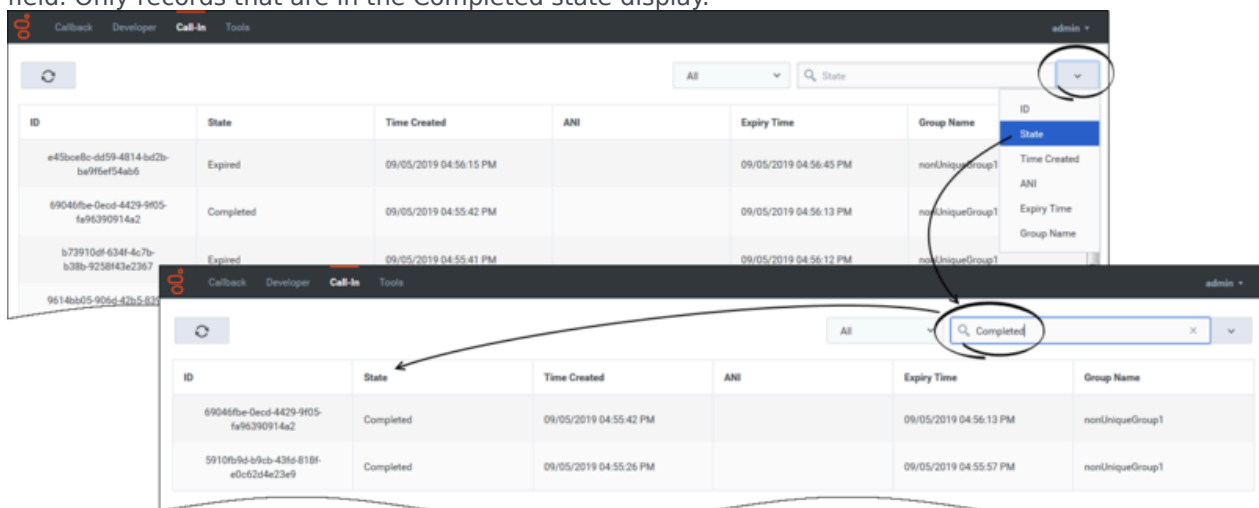 field. Only records that are in the Completed state display.
Callback Developer Call-In Tools admin
All State
ID State Time Created ANI Expiry Time Group Name
ID
State
Time Created
ANI
Expiry Time
Group Name
e45bce8c-dd59-4814-bd2b-
ba9f6ef54ab6
Expired 09/05/2019 04:56:15 PM 09/05/2019 04:56:45 PM nonUniqueGroup1
69046fbe-0ecd-4429-9f05-
fa96390914a2
Completed 09/05/2019 04:55:42 PM 09/05/2019 04:56:13 PM nonUniqueGroup1
b73910df-634f-4c7b-
b38b-9258f43e2367
Expired 09/05/2019 04:55:41 PM 09/05/2019 04:56:12 PM nonUniqueGroup1
9614bb05-906d-42b5-
Callback Developer Call-In Tools admin
All Completed
ID State Time Created ANI Expiry Time Group Name
69046fbe-0ecd-4429-9f05-
fa96390914a2
Completed 09/05/2019 04:55:42 PM 09/05/2019 04:56:13 PM nonUniqueGroup1
5910fb9d-b9cb-43fd-818f-
e0c62d4e23e9
Completed 09/05/2019 04:55:26 PM 09/05/2019 04:55:57 PM nonUniqueGroup1